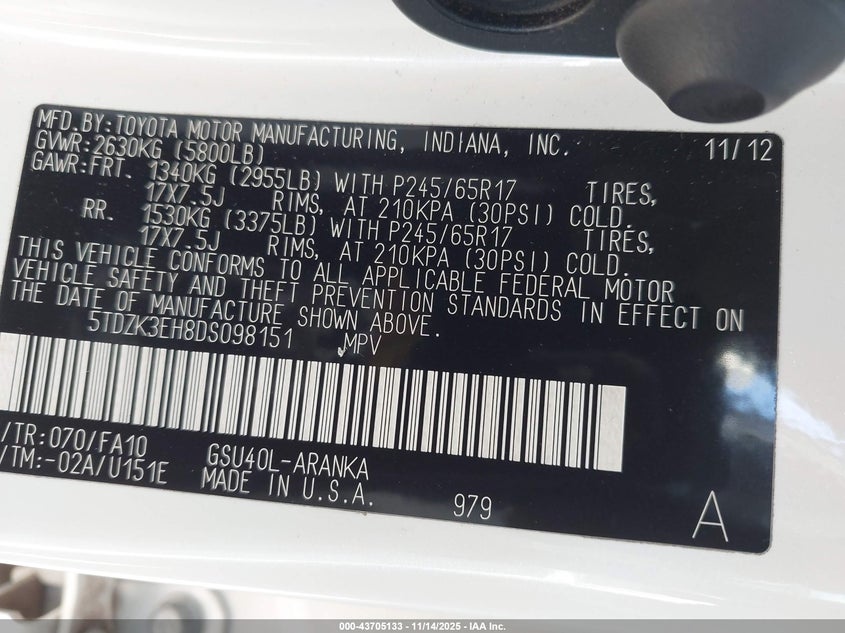 MFD.BY:TOYOTA MOTOR MANUFACTURING, INDIANA, INC. 11/12
GVWR:2630KG (5800LB)
GAWR:FRT. 1340KG (2955LB) WITH P245/65R17 TIRES,
17X7.5J RIMS, AT 210KPA (30PSI) COLD.
RR. 1530KG (3375LB) WITH P245/65R17 TIRES,
17X7.5J RIMS, AT 210KPA (30PSI) COLD.
THIS VEHICLE CONFORMS TO ALL APPLICABLE FEDERAL MOTOR
VEHICLE SAFETY AND THEFT PREVENTION STANDARDS IN EFFECT ON
THE DATE OF MANUFACTURE SHOWN ABOVE.
5TDZK3EH8DS098151 MPV
/TR:070/FA10 GSU40L-ARANKA
/TM:-02A/U151E MADE IN U.S.A.
979 A
000-43705133 - 11/14/2025 - IAA Inc.